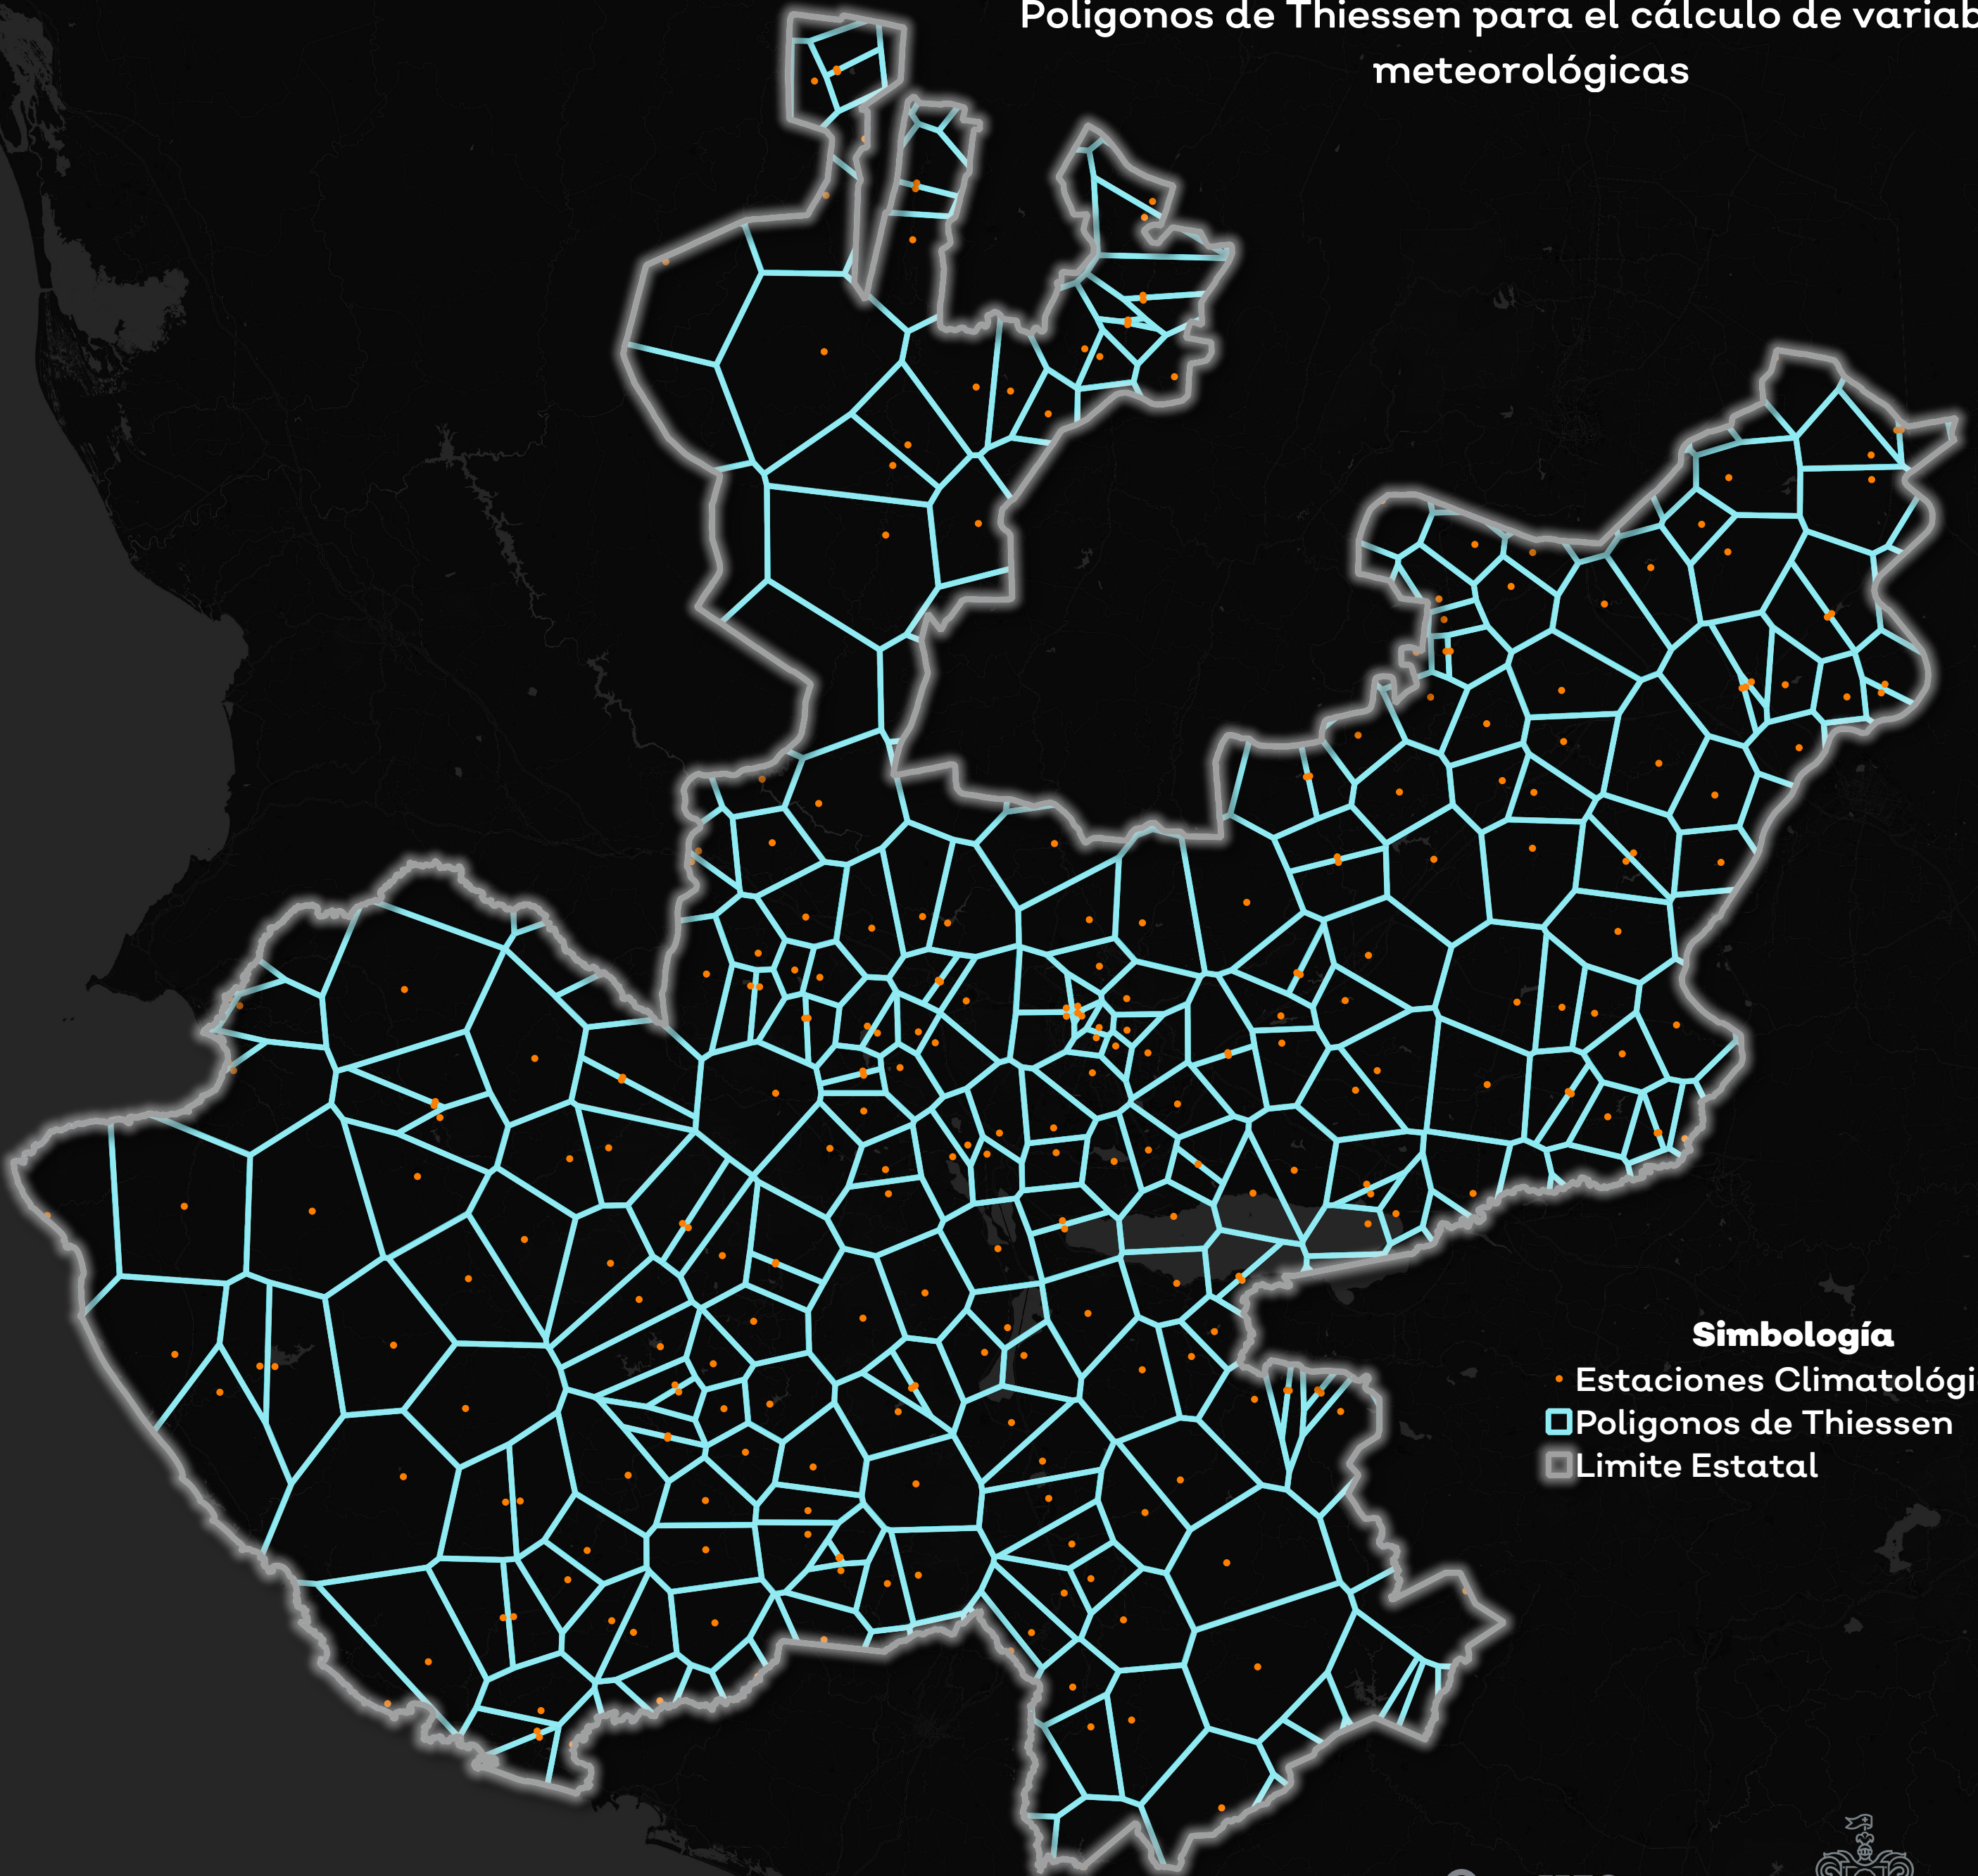 Poligonos de Thiessen para el cálculo de variab
meteorológicas
Simbología
Estaciones Climatológi
Poligonos de Thiessen
Limite Estatal